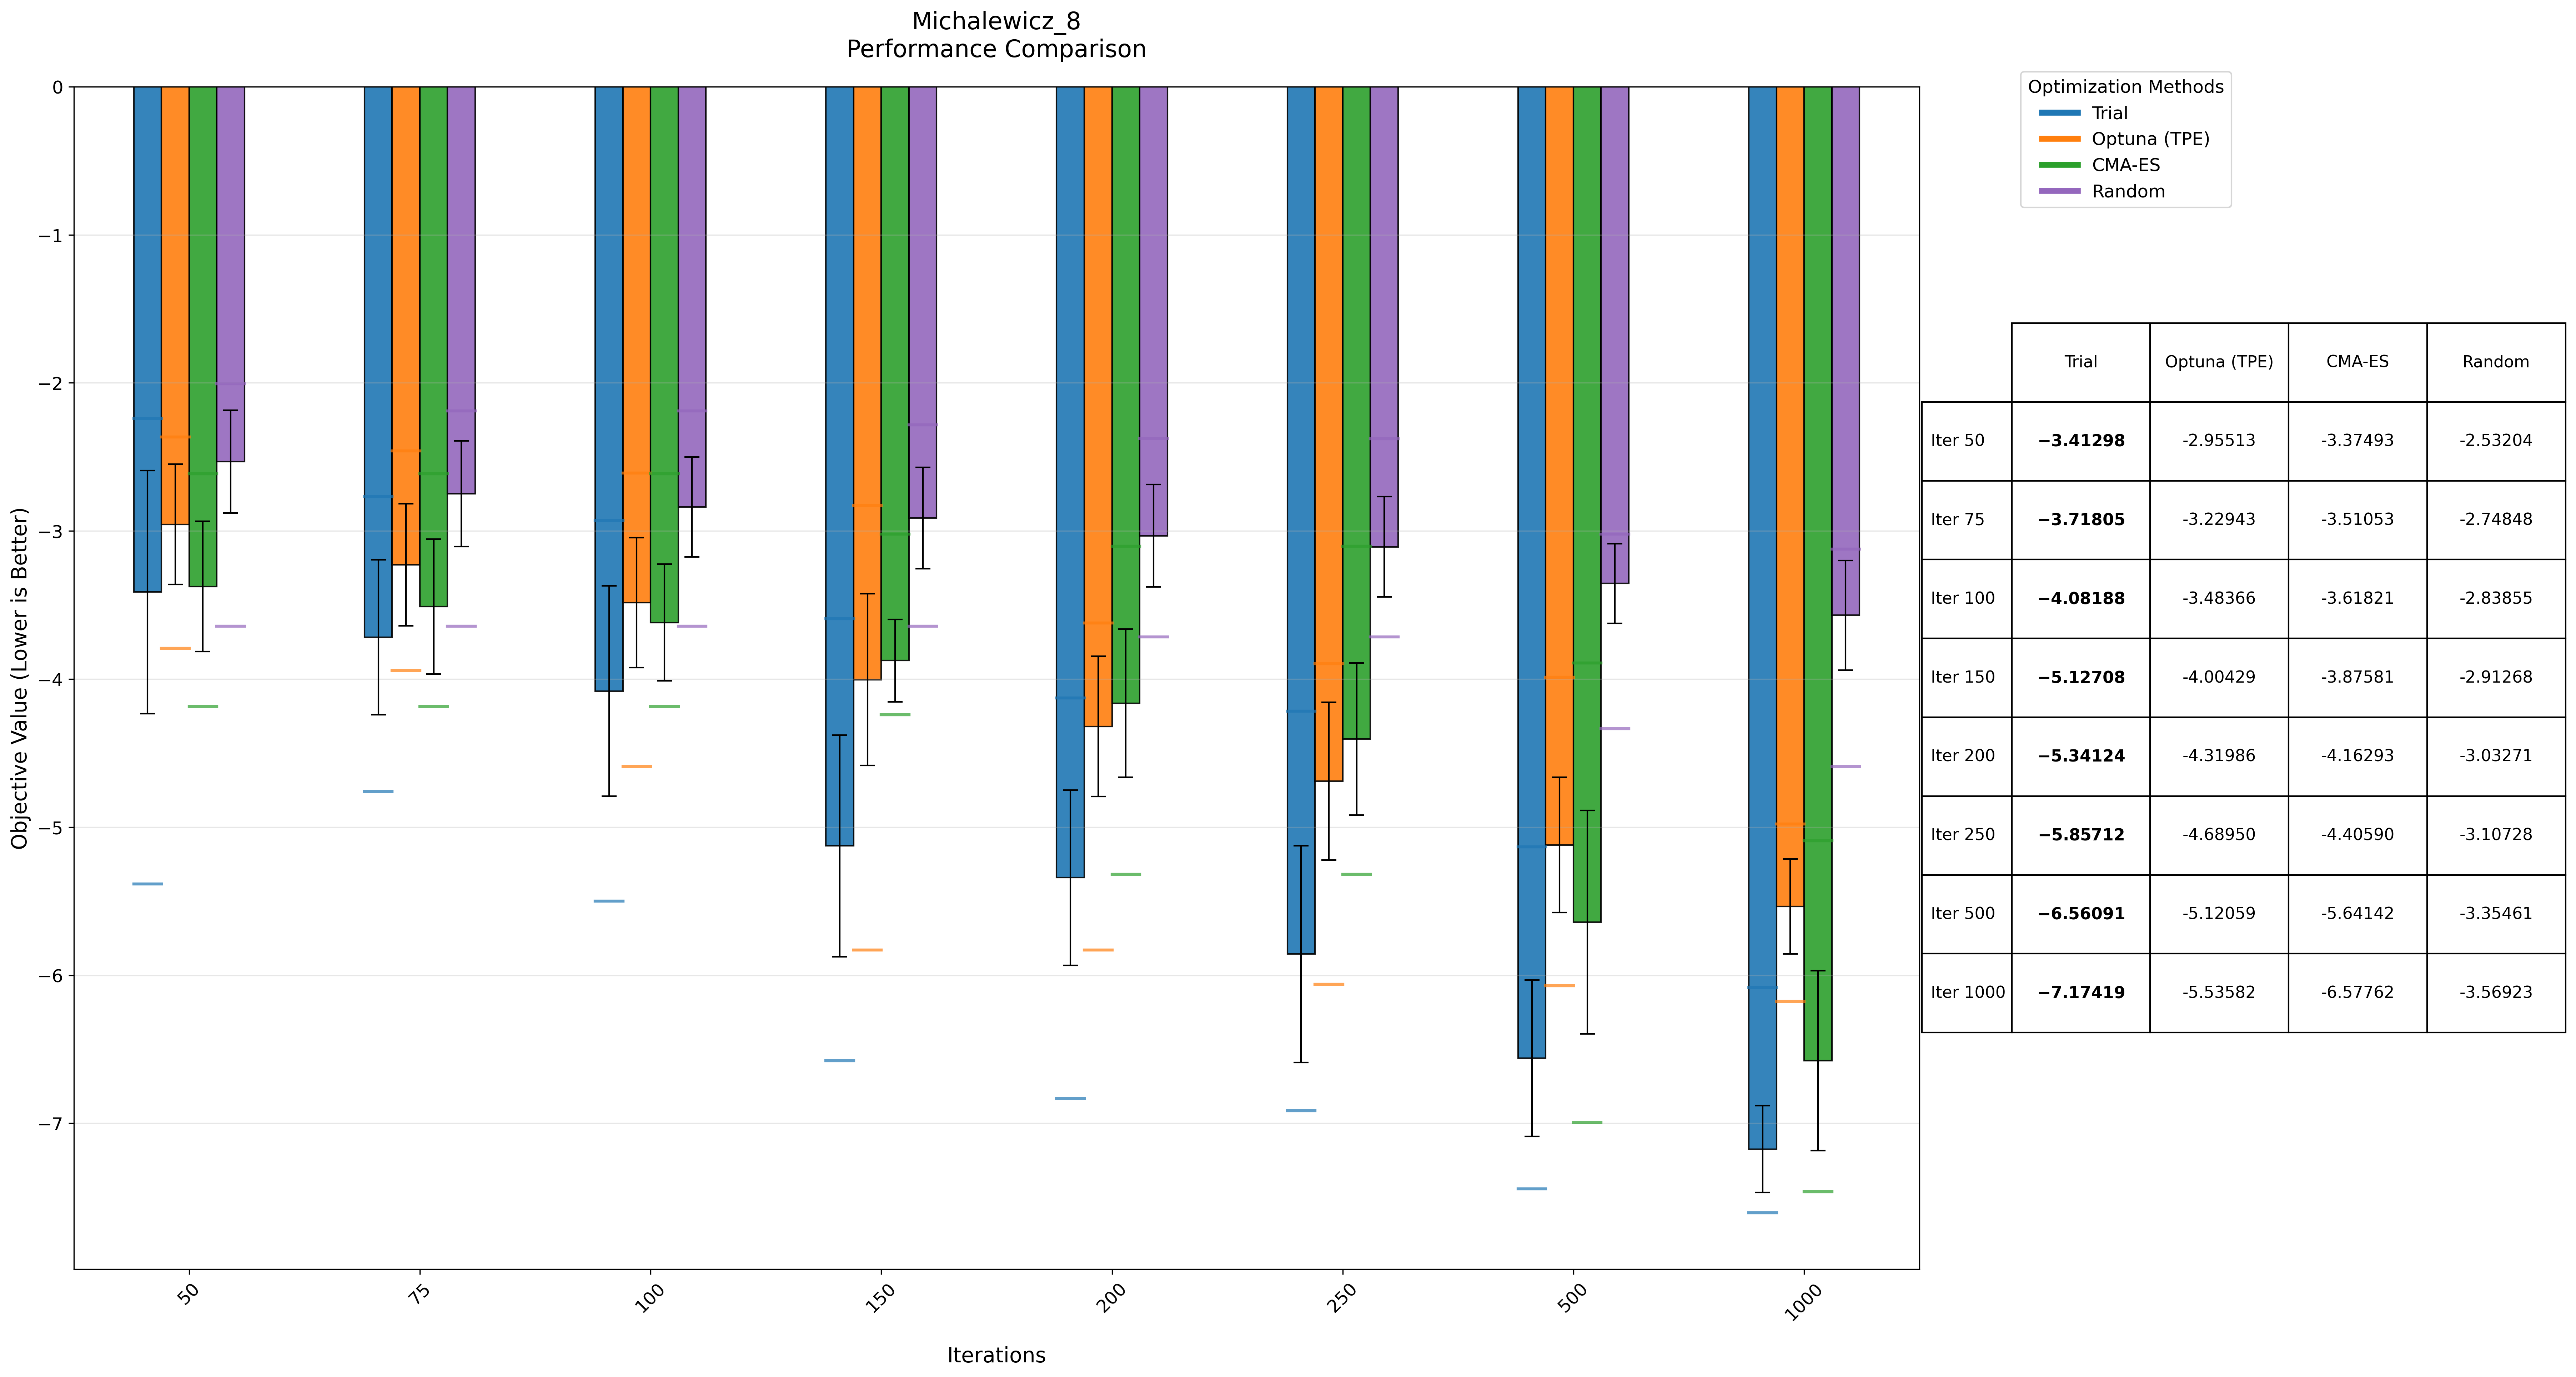 Michalewicz_8
Performance Comparison
Objective Value (Lower is Better)
0
−1
−2
−3
−4
−5
−6
−7
50
75
100
150
200
250
500
1000
Iterations
Optimization Methods
Trial
Optuna (TPE)
CMA-ES
Random
Trial Optuna (TPE) CMA-ES Random
Iter 50 −3.41298 -2.95513 -3.37493 -2.53204
Iter 75 −3.71805 -3.22943 -3.51053 -2.74848
Iter 100 −4.08188 -3.48366 -3.61821 -2.83855
Iter 150 −5.12708 -4.00429 -3.87581 -2.91268
Iter 200 −5.34124 -4.31986 -4.16293 -3.03271
Iter 250 −5.85712 -4.68950 -4.40590 -3.10728
Iter 500 −6.56091 -5.12059 -5.64142 -3.35461
Iter 1000 −7.17419 -5.53582 -6.57762 -3.56923